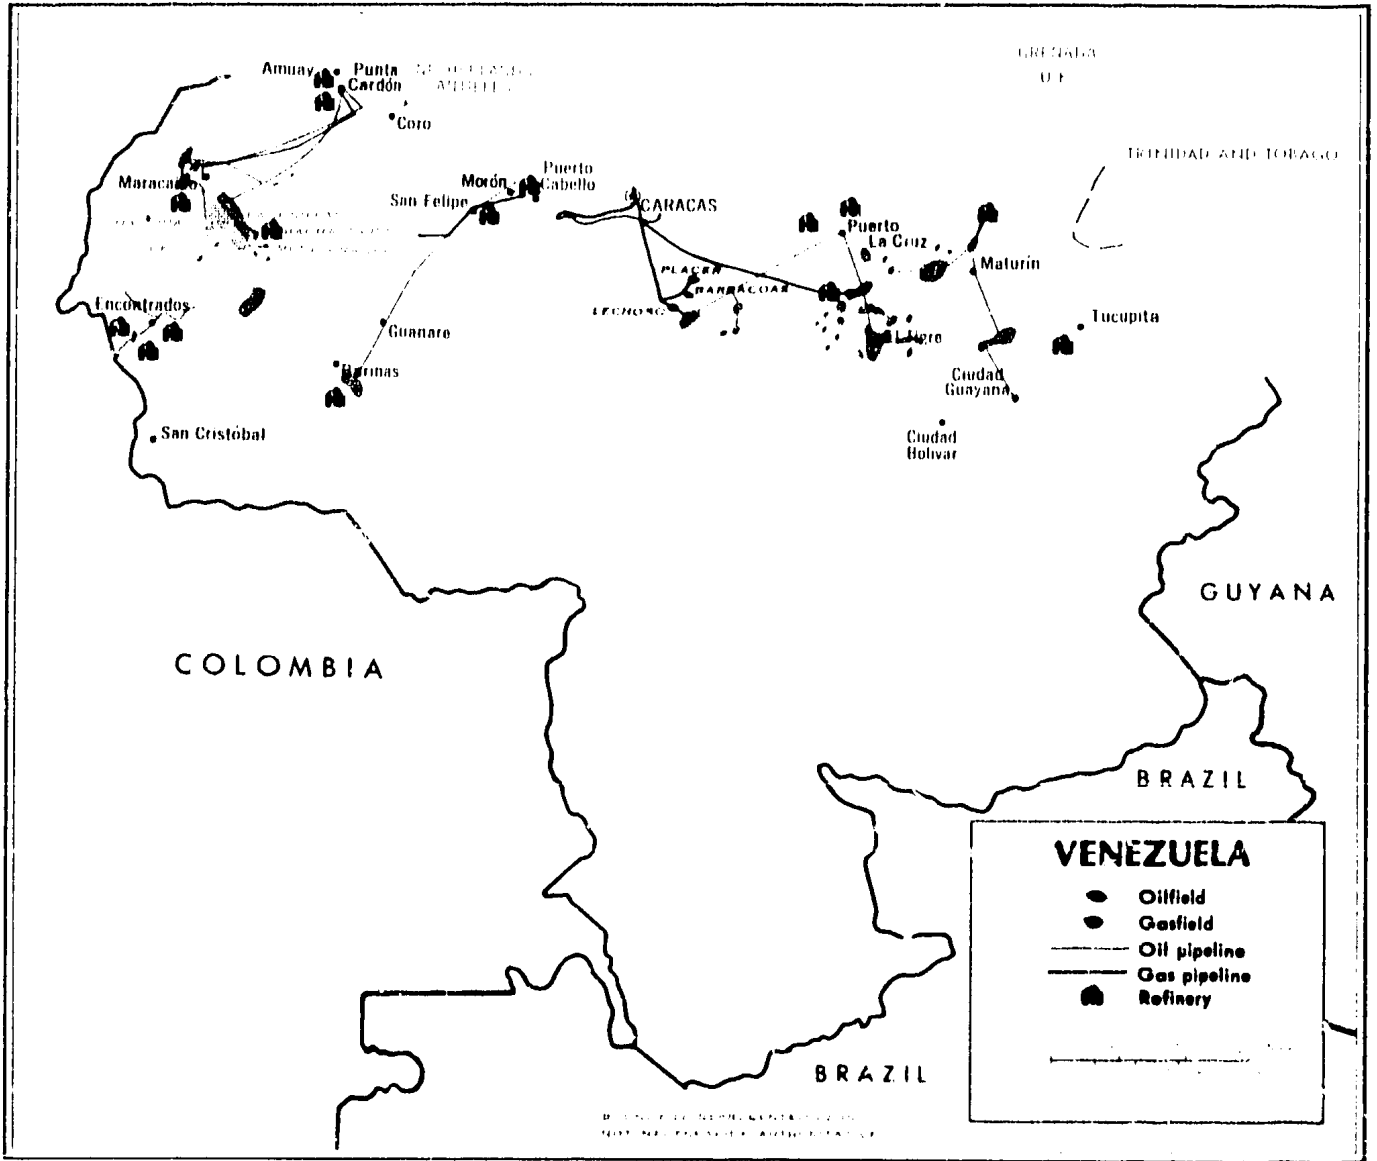 GRENADA
Amuay
Punta
Cardón
Coro
TRINIDAD AND TOBAGO
Maracaibo
Morón
Puerto
Cabello
San Felipe
CARACAS
Puerto
La Cruz
Maturín
PLACER
BARBACOAS
LECHOSO
Encontrados
Guanare
El Tigre
Tucupita
Barinas
Ciudad
Guayana
San Cristóbal
Ciudad
Bolívar
GUYANA
COLOMBIA
BRAZIL
VENEZUELA
Oilfield
Gasfield
Oil pipeline
Gas pipeline
Refinery
BRAZIL